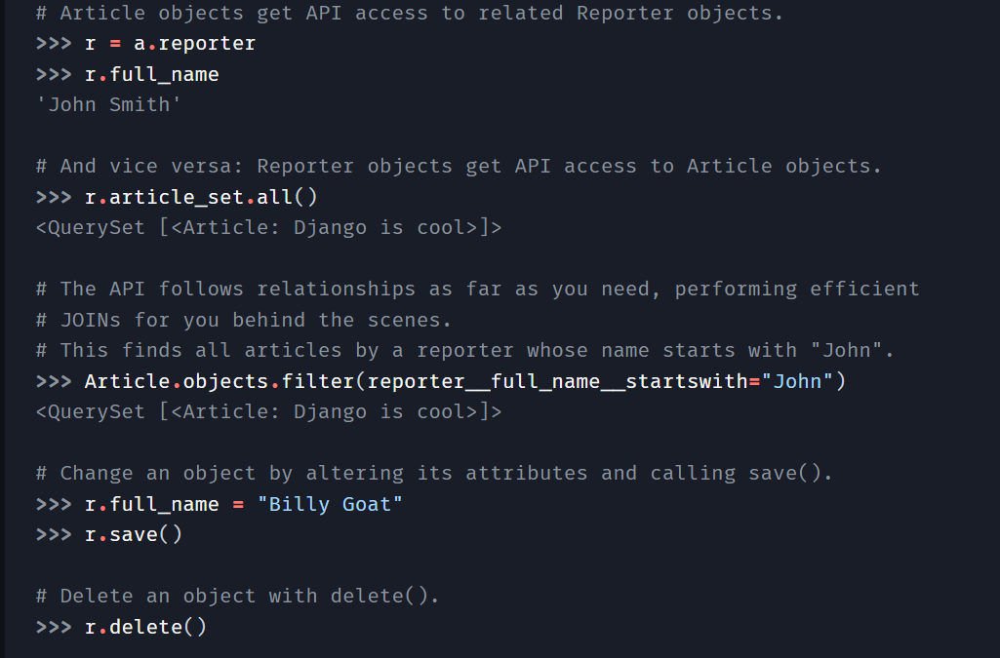 # Article objects get API access to related Reporter objects.
>>> r = a.reporter
>>> r.full_name
'John Smith'
# And vice versa: Reporter objects get API access to Article objects.
>>> r.article_set.all()
<QuerySet [<Article: Django is cool>]>
# The API follows relationships as far as you need, performing efficient
# JOINs for you behind the scenes.
# This finds all articles by a reporter whose name starts with "John".
>>> Article.objects.filter(reporter__full_name__startswith="John")
<QuerySet [<Article: Django is cool>]>
# Change an object by altering its attributes and calling save().
>>> r.full_name = "Billy Goat"
>>> r.save()
# Delete an object with delete().
>>> r.delete()